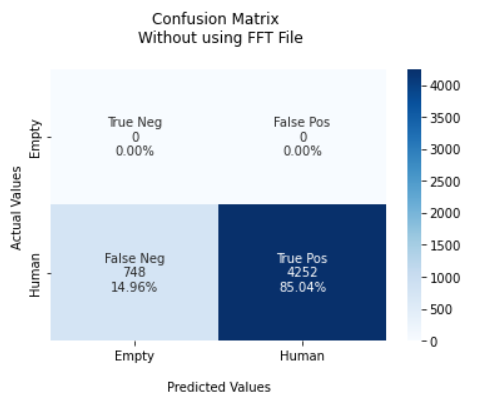 Confusion Matrix
Without using FFT File
Actual Values
Empty
Human
True Neg
0
0.00%
False Pos
0
0.00%
False Neg
748
14.96%
True Pos
4252
85.04%
Empty
Human
Predicted Values
4000
3500
3000
2500
2000
1500
1000
500
0